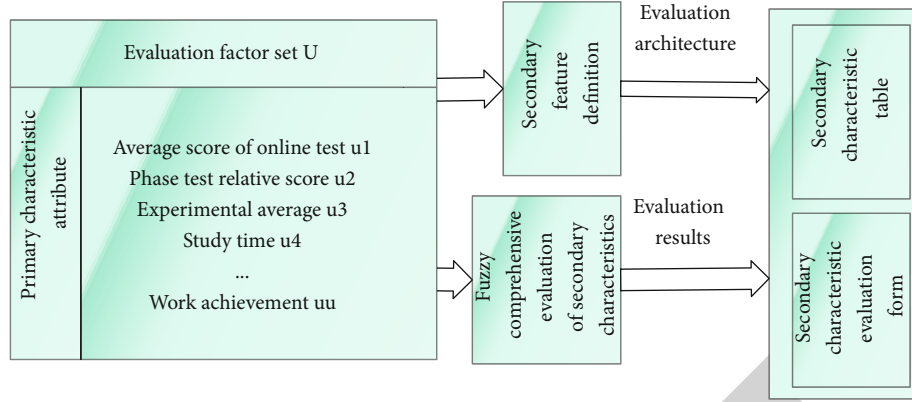 Evaluation factor set U
Primary characteristic
attribute
Average score of online test u1
Phase test relative score u2
Experimental average u3
Study time u4
...
Work achievement uu
Secondary
feature
definition
Fuzzy
comprehensive
evaluation
of secondary
characteristics
Evaluation
architecture
Evaluation
results
Secondary
characteristic
table
Secondary
characteristic
evaluation
form